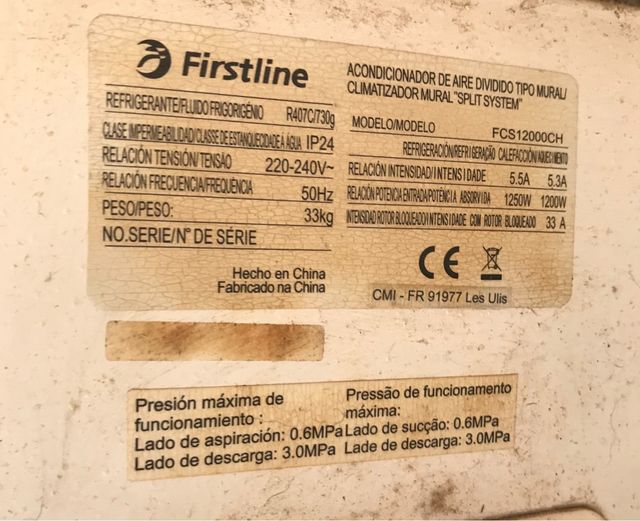 Firstline
REFRIGERANTE/FLUIDO FRIGORIGÉNIO R407C/730g
CLASE IMPERMEABILIDAD/CLASSE DE ESTANQUECIDADE À ÁGUA IP24
RELACIÓN TENSIÓN/TENSÃO 220-240V~
RELACIÓN FRECUENCIA/FREQUÊNCIA 50Hz
PESO/PESO: 33kg
NO.SERIE/Nº DE SÉRIE
Hecho en China
Fabricado na China
ACONDICIONADOR DE AIRE DIVIDIDO TIPO MURAL/
CLIMATIZADOR MURAL "SPLIT SYSTEM"
MODELO/MODELO FCS12000CH
REFRIGERACIÓN/REFRIGERAÇÃO CALEFACCIÓN/AQUECIMENTO
RELACIÓN INTENSIDAD/INTENSIDADE 5.5A 5.3A
RELACIÓN POTENCIA ENTRADA/POTÊNCIA ABSORVIDA 1250W 1200W
INTENSIDAD ROTOR BLOQUEADO/INTENSIDADE COM ROTOR BLOQUEADO 33 A
CE
CMI - FR 91977 Les Ulis
Presión máxima de
funcionamiento :
Lado de aspiración: 0.6MPa
Lado de descarga: 3.0MPa
Pressão de funcionamento
máxima:
Lado de sucção: 0.6MPa
Lade de descarga: 3.0MPa